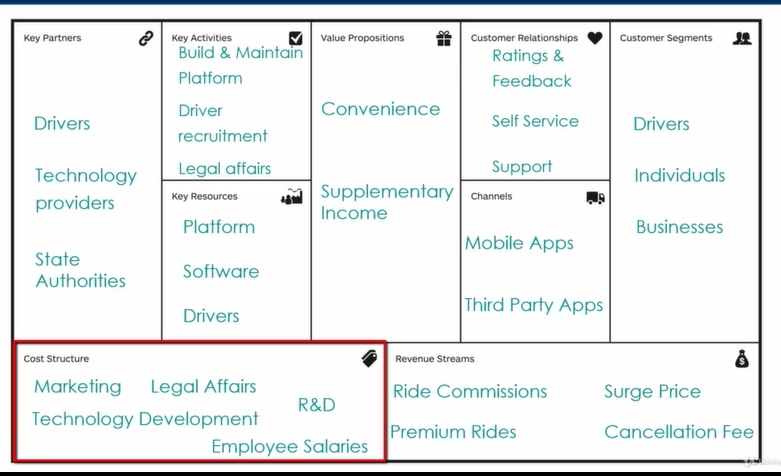 Key Partners
Drivers
Technology
providers
State
Authorities
Key Activities
Build & Maintain
Platform
Driver
recruitment
Legal affairs
Key Resources
Platform
Software
Drivers
Value Propositions
Convenience
Supplementary
Income
Customer Relationships
Ratings &
Feedback
Self Service
Support
Channels
Mobile Apps
Third Party Apps
Customer Segments
Drivers
Individuals
Businesses
Cost Structure
Marketing Legal Affairs
R&D
Technology Development
Employee Salaries
Revenue Streams
Ride Commissions Surge Price
Premium Rides Cancellation Fee